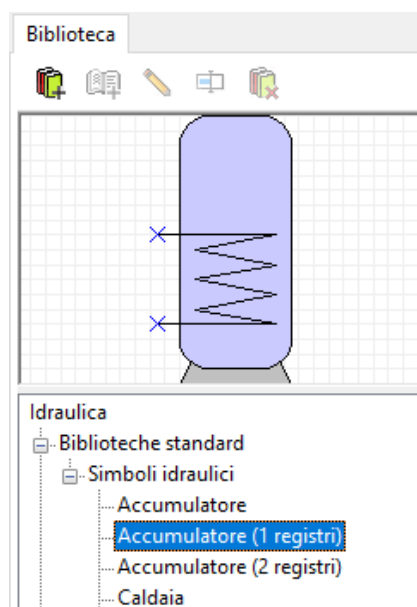 Biblioteca
Idraulica
Biblioteche standard
Simboli idraulici
Accumulatore
Accumulatore (1 registri)
Accumulatore (2 registri)
Caldaia